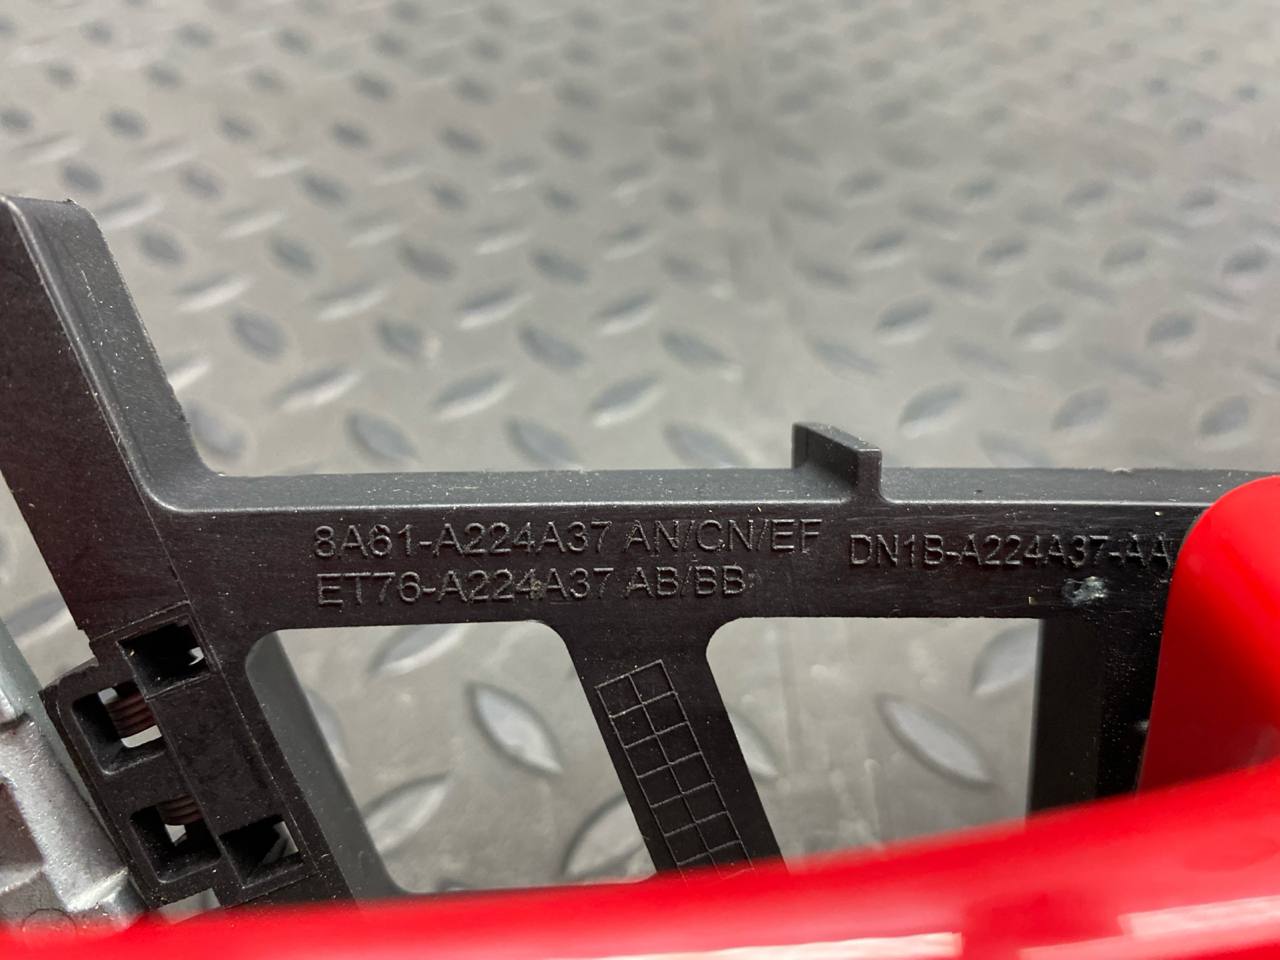 8A61-A224A37 AN/CN/EF
ET76-A224A37 AB/BB
DN1B-A224A37-AA